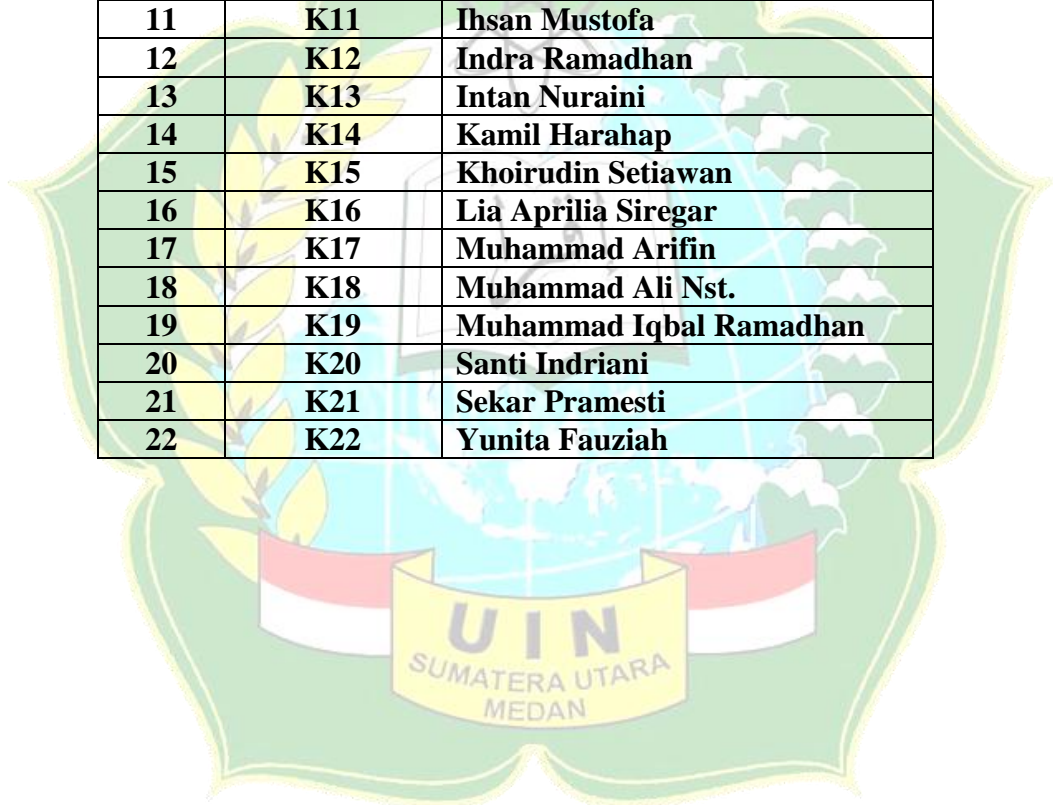 11 K11 Ihsan Mustofa
12 K12 Indra Ramadhan
13 K13 Intan Nuraini
14 K14 Kamil Harahap
15 K15 Khoirudin Setiawan
16 K16 Lia Aprilia Siregar
17 K17 Muhammad Arifin
18 K18 Muhammad Ali Nst.
19 K19 Muhammad Iqbal Ramadhan
20 K20 Santi Indriani
21 K21 Sekar Pramesti
22 K22 Yunita Fauziah
UIN
SUMATERA UTARA
MEDAN